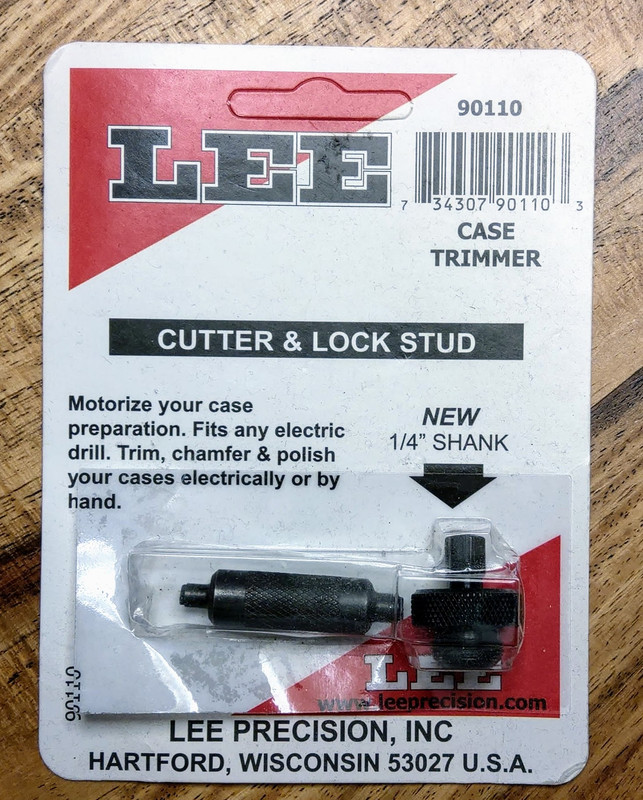 LEE
90110
7 34307 90110 3
CASE
TRIMMER
CUTTER & LOCK STUD
Motorize your case
preparation. Fits any electric
drill. Trim, chamfer & polish
your cases electrically or by
hand.
NEW
1/4” SHANK
LEE
www.leeprecision.com
90110
LEE PRECISION, INC
HARTFORD, WISCONSIN 53027 U.S.A.